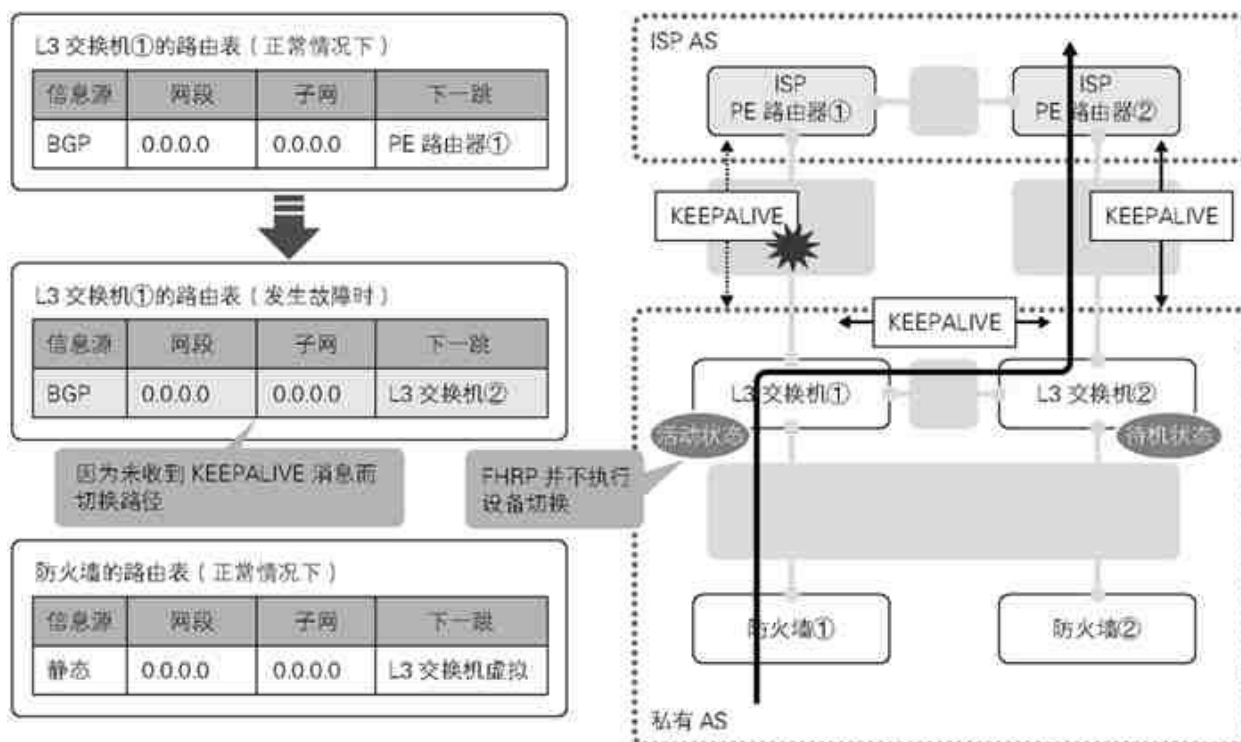 L3 交换机①的路由表（正常情况下）
信息源 网段 子网 下一跳
BGP 0.0.0.0 0.0.0.0 PE 路由器①
L3 交换机①的路由表（发生故障时）
信息源 网段 子网 下一跳
BGP 0.0.0.0 0.0.0.0 L3 交换机②
因为未收到 KEEPALIVE 消息而
切换路径
防火墙的路由表（正常情况下）
信息源 网段 子网 下一跳
静态 0.0.0.0 0.0.0.0 L3 交换机虚拟
ISP AS
ISP
PE 路由器①
ISP
PE 路由器②
KEEPALIVE
KEEPALIVE
KEEPALIVE
L3 交换机①
L3 交换机②
活动状态
待机状态
FHRP 并不执行
设备切换
防火墙①
防火墙②
私有 AS